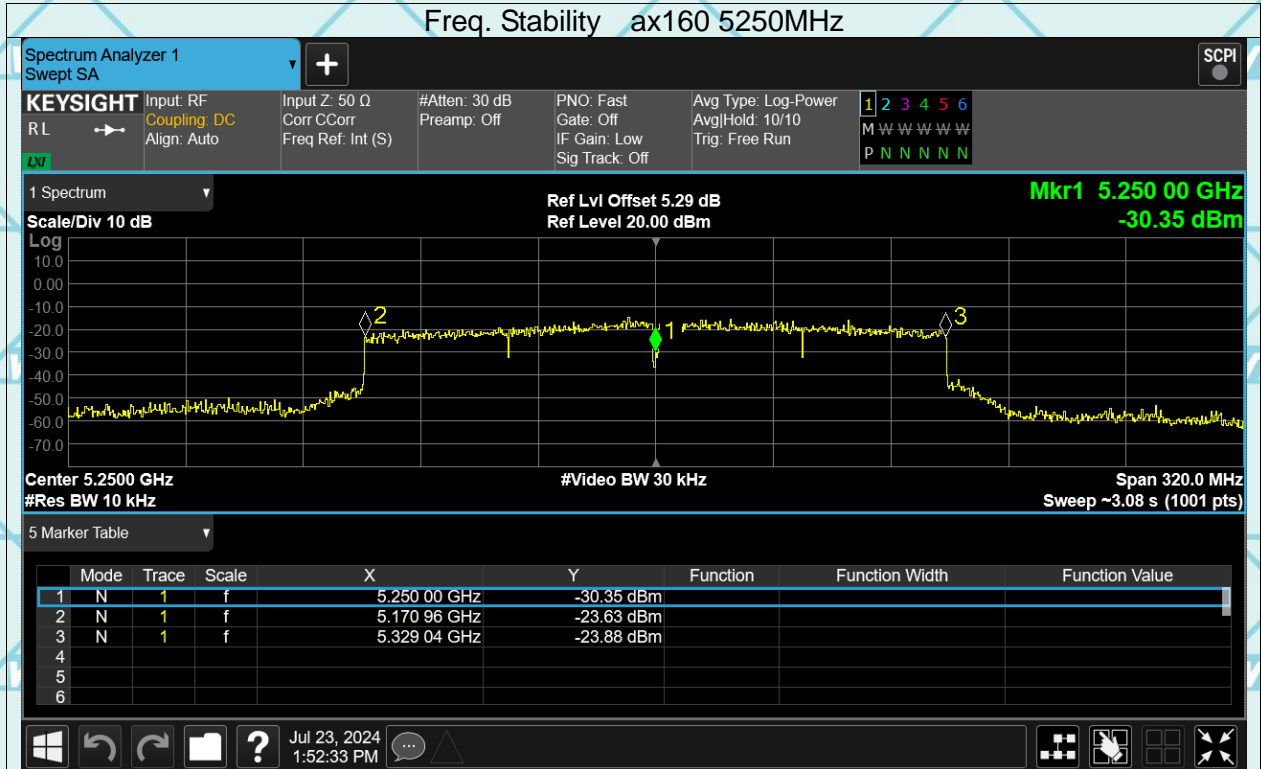 Freq. Stability ax160 5250MHz
Spectrum Analyzer 1
Swept SA
+
SCPI
KEYSIGHT
RL
LXI
Input: RF
Coupling: DC
Align: Auto
Input Z: 50 Ω
Corr CCorr
Freq Ref: Int (S)
#Atten: 30 dB
Preamp: Off
PNO: Fast
Gate: Off
IF Gain: Low
Sig Track: Off
Avg Type: Log-Power
Avg|Hold: 10/10
Trig: Free Run
1 2 3 4 5 6
M W W W W W
P N N N N N
1 Spectrum
Scale/Div 10 dB
Ref Lvl Offset 5.29 dB
Ref Level 20.00 dBm
Mkr1 5.250 00 GHz
-30.35 dBm
Log
10.0
0.00
-10.0
-20.0
-30.0
-40.0
-50.0
-60.0
-70.0
2
1
3
Center 5.2500 GHz
#Res BW 10 kHz
#Video BW 30 kHz
Span 320.0 MHz
Sweep ~3.08 s (1001 pts)
5 Marker Table
Mode Trace Scale X Y Function Function Width Function Value
1 N 1 f 5.250 00 GHz -30.35 dBm
2 N 1 f 5.170 96 GHz -23.63 dBm
3 N 1 f 5.329 04 GHz -23.88 dBm
4
5
6
?
Jul 23, 2024
1:52:33 PM